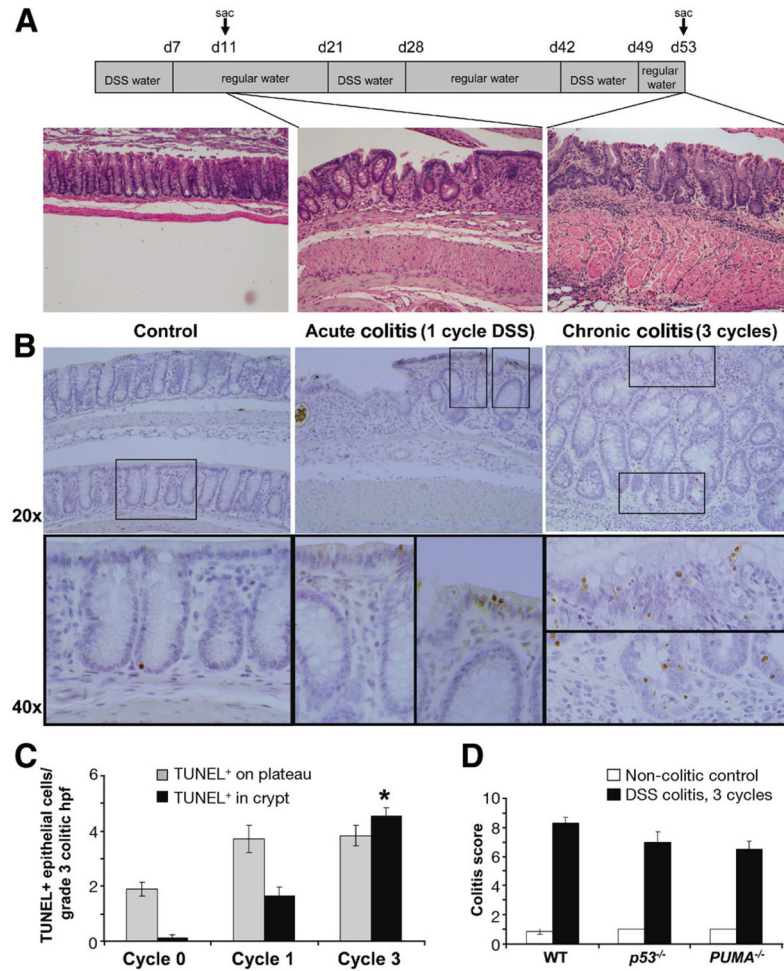 A
sac sac
d7 d11 d21 d28 d42 d49 d53
DSS water regular water DSS water regular water DSS water regular
water
Control Acute colitis (1 cycle DSS) Chronic colitis (3 cycles)
B
20x
40x
C
TUNEL+ epithelial cells/
grade 3 colitic hpf
6
4
2
0
TUNEL+ on plateau
TUNEL+ in crypt
*
Cycle 0 Cycle 1 Cycle 3
D
Non-colitic control
DSS colitis, 3 cycles
Colitis score
10
8
6
4
2
0
WT p53-/- PUMA-/-